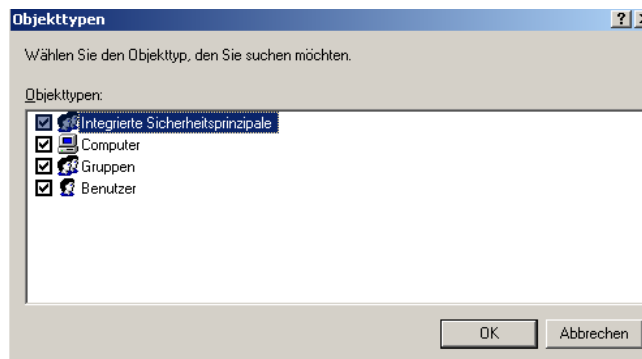 Objekttypen
Wählen Sie den Objekttyp, den Sie suchen möchten.
Objekttypen:
Integrierte Sicherheitsprinzipale
Computer
Gruppen
Benutzer
OK Abbrechen